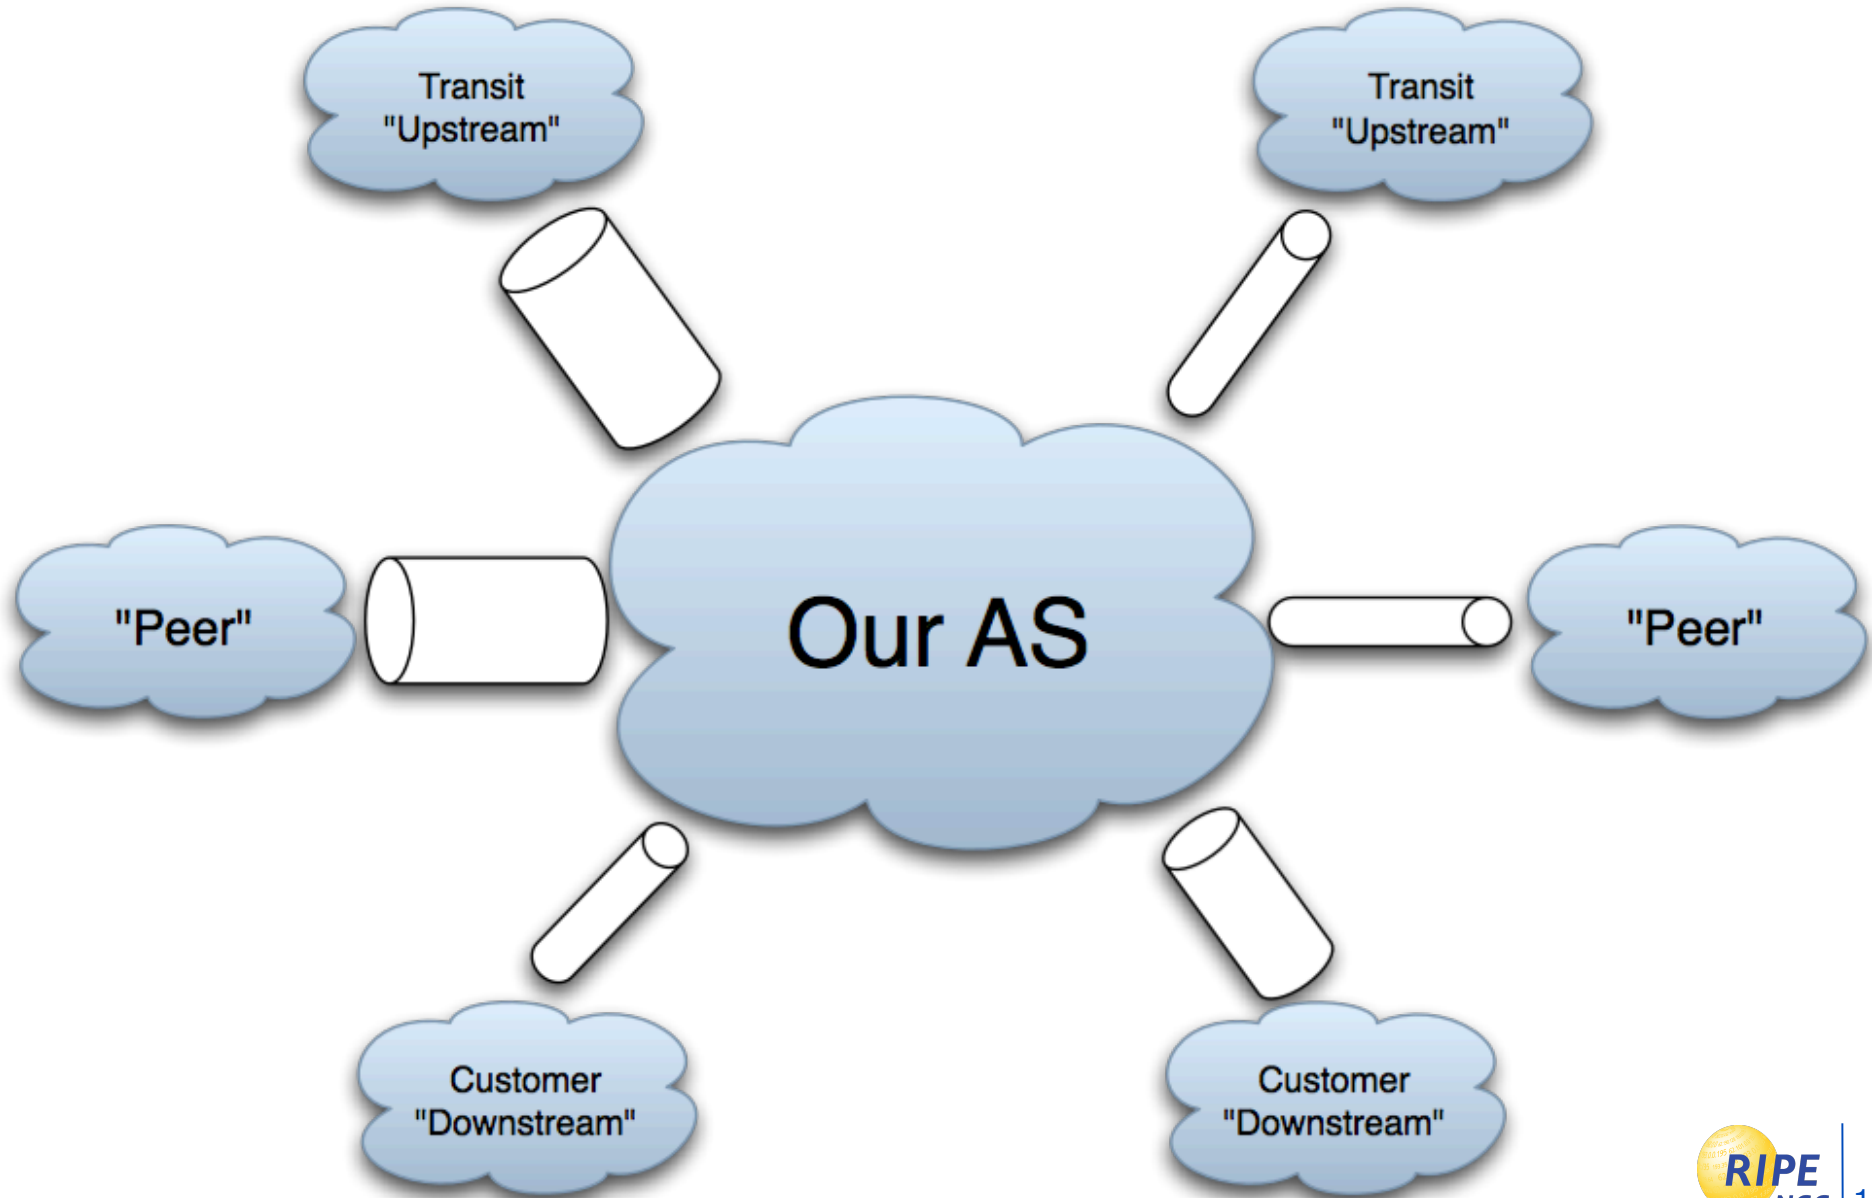 Transit
"Upstream"
Transit
"Upstream"
"Peer"
Our AS
"Peer"
Customer
"Downstream"
Customer
"Downstream"
RIPE